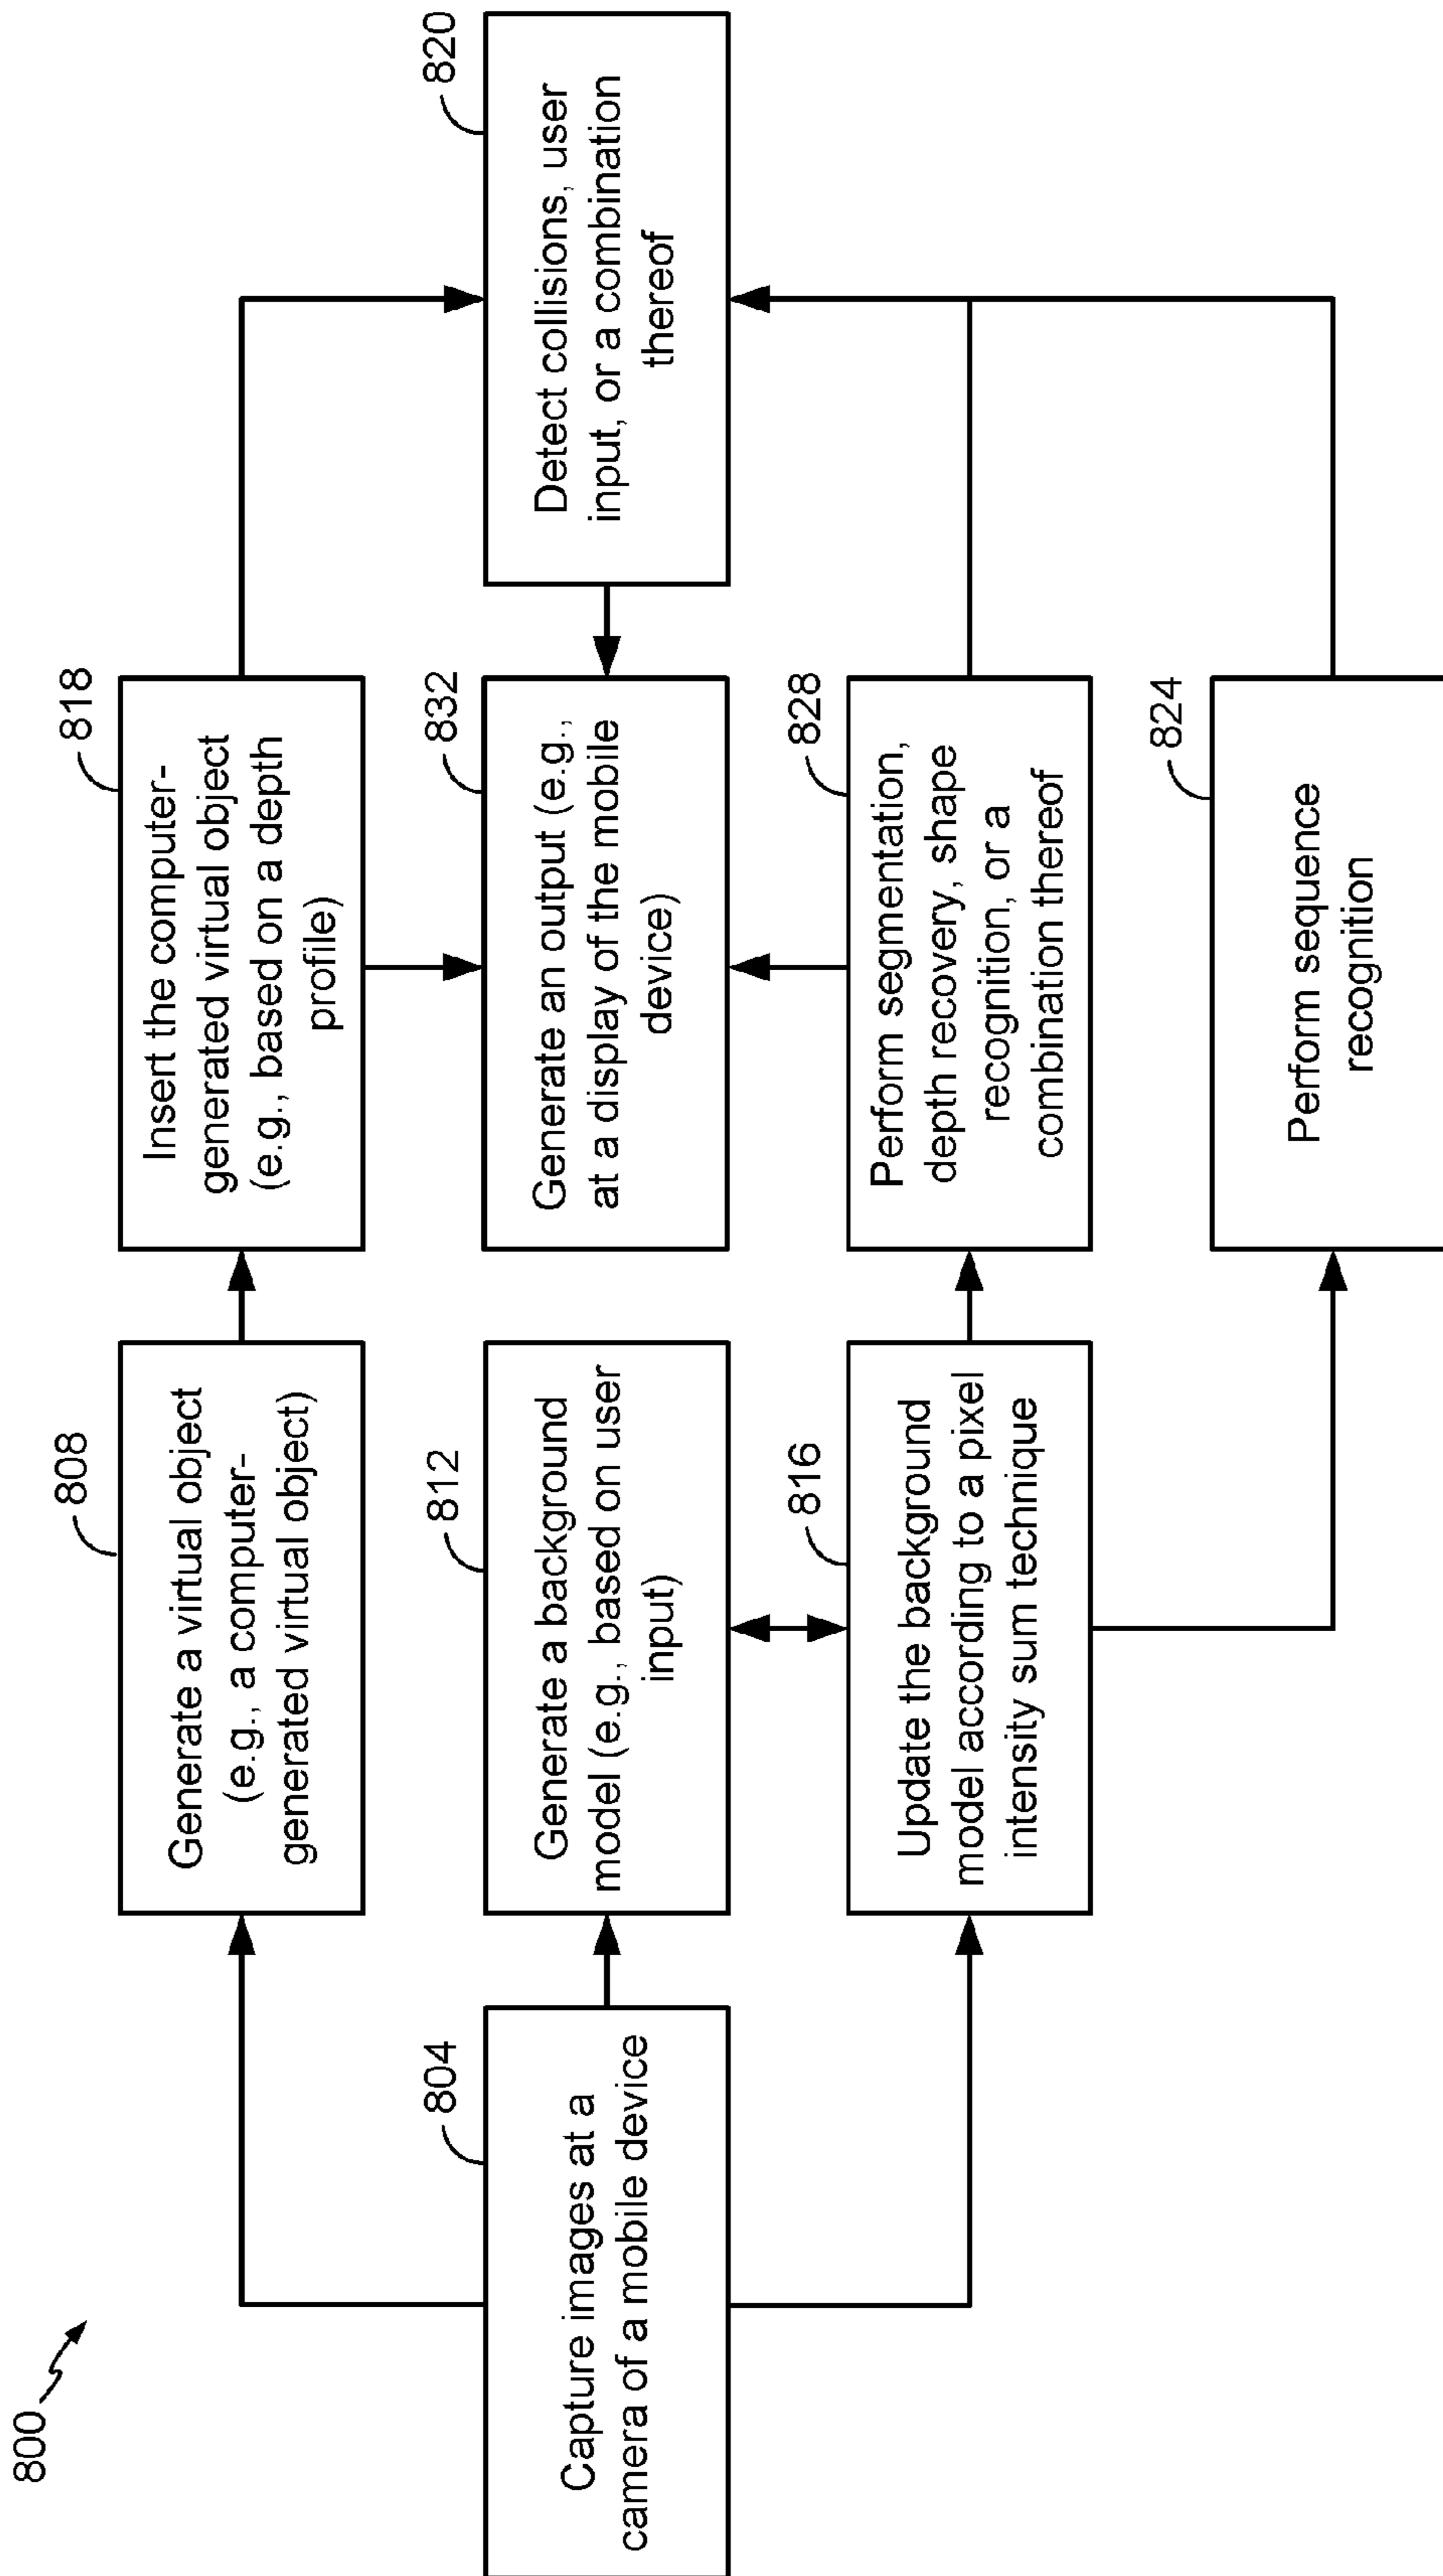 800
804
Capture images at a
camera of a mobile device
808
Generate a virtual object
(e.g., a computer-
generated virtual object)
812
Generate a background
model (e.g., based on user
input)
816
Update the background
model according to a pixel
intensity sum technique
818
Insert the computer-
generated virtual object
(e.g., based on a depth
profile)
832
Generate an output (e.g.,
at a display of the mobile
device)
828
Perform segmentation,
depth recovery, shape
recognition, or a
combination thereof
824
Perform sequence
recognition
820
Detect collisions, user
input, or a combination
thereof